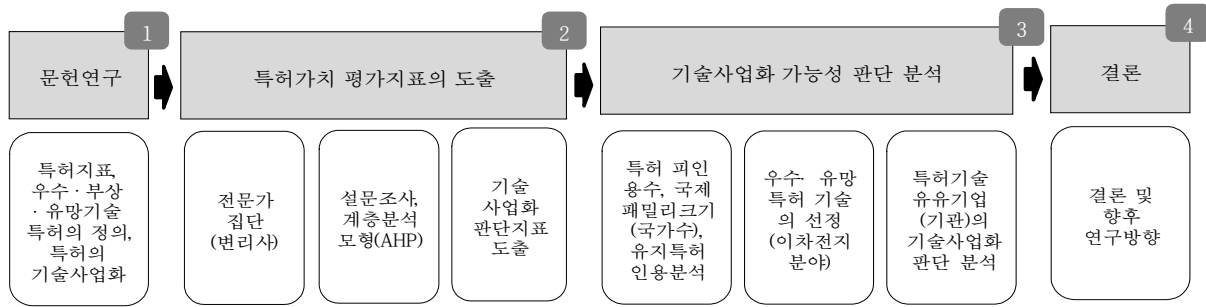 1
문헌연구
2
특허가치 평가지표의 도출
3
기술사업화 가능성 판단 분석
4
결론
특허지표,
우수·부상
·유망기술
특허의 정의,
특허의
기술사업화
전문가
집단
(변리사)
설문조사,
계층분석
모형(AHP)
기술
사업화
판단지표
도출
특허 피인
용수, 국제
패밀리크기
(국가수),
유지특허
인용분석
우수· 유망
특허 기술
의 선정
(이차전지
분야)
특허기술
유유기업
(기관)의
기술사업화
판단 분석
결론 및
향후
연구방향